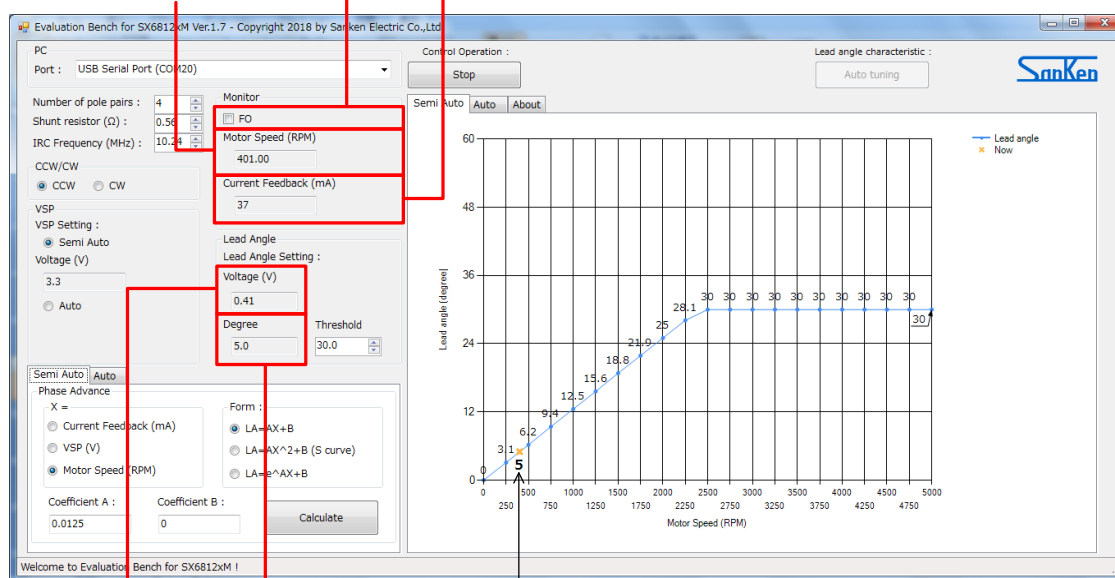 Evaluation Bench for SX6812xM Ver.1.7 - Copyright 2018 by Sanken Electric Co.,Ltd
PC
Port : USB Serial Port (COM20)
Number of pole pairs : 4
Shunt resistor (Ω) : 0.56
IRC Frequency (MHz) : 10.24
CCW/CW
CCW CW
VSP
VSP Setting :
Semi Auto
Voltage (V)
3.3
Auto
Monitor
FO
Motor Speed (RPM)
401.00
Current Feedback (mA)
37
Lead Angle
Lead Angle Setting :
Voltage (V)
0.41
Degree Threshold
5.0 30.0
Semi Auto Auto
Phase Advance
X =
Current Feedback (mA)
VSP (V)
Motor Speed (RPM)
Form :
LA=AX+B
LA=AX^2+B (S curve)
LA=e^AX+B
Coefficient A : Coefficient B :
0.0125 0
Calculate
Control Operation :
Stop
Lead angle characteristic :
Auto tuning
SanKen
Semi Auto Auto About
Lead angle
Now
60
48
36
24
12
0
Lead angle (degree)
0 3.1 6.2 9.4 12.5 15.6 18.8 21.9 25 28.1 30 30 30 30 30 30 30 30 30 30 30
5
0 500 1000 1500 2000 2500 3000 3500 4000 4500 5000
250 750 1250 1750 2250 2750 3250 3750 4250 4750
Motor Speed (RPM)
Welcome to Evaluation Bench for SX6812xM !